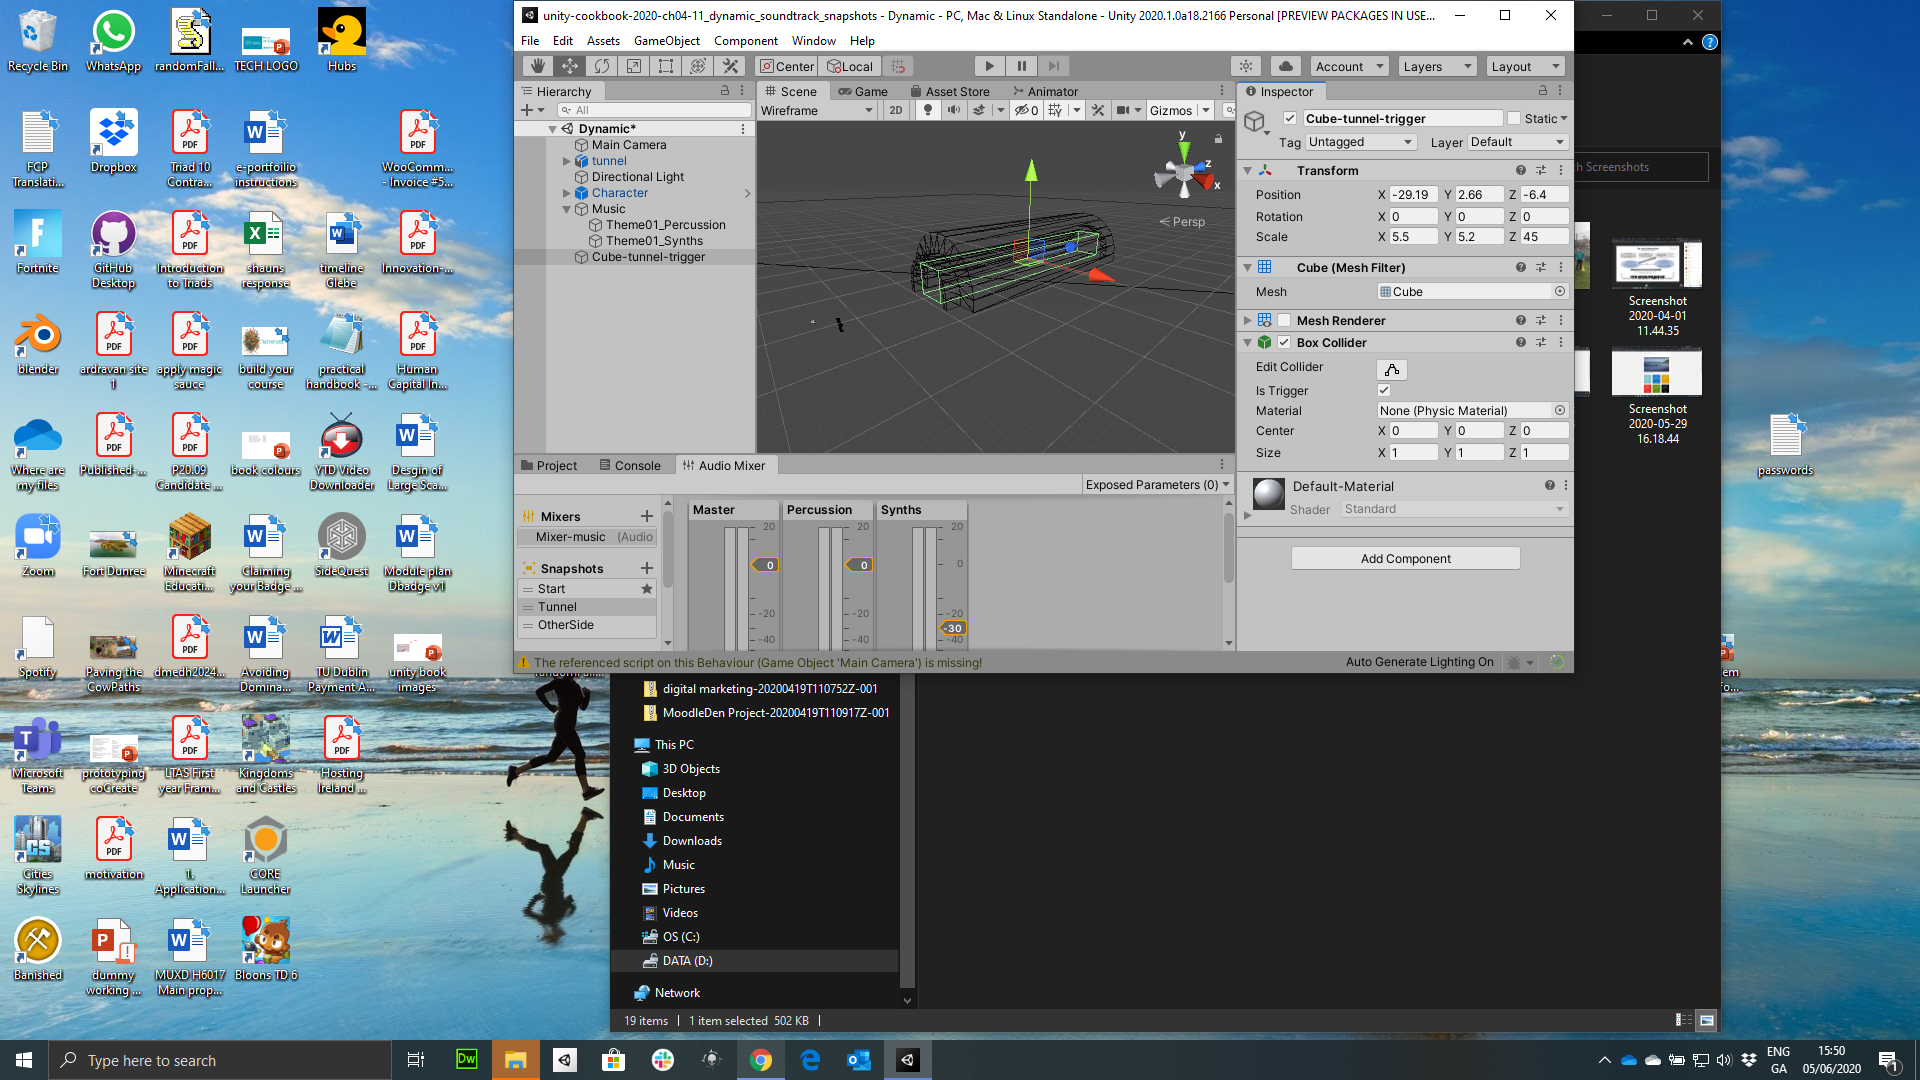 unity-cookbook-2020-ch04-11_dynamic_soundtrack_snapshots - Dynamic - PC, Mac & Linux Standalone - Unity 2020.1.0a18.2166 Personal [PREVIEW PACKAGES IN USE...
File Edit Assets GameObject Component Window Help
Center Local Account Layers Layout
Hierarchy
All
Dynamic*
Main Camera
tunnel
Directional Light
Character
Music
Theme01_Percussion
Theme01_Synths
Cube-tunnel-trigger
Scene Game Asset Store Animator
Wireframe 2D 0 Gizmos
y
z
x
Persp
Inspector
Cube-tunnel-trigger Static
Tag Untagged Layer Default
Transform
Position X -29.19 Y 2.66 Z -6.4
Rotation X 0 Y 0 Z 0
Scale X 5.5 Y 5.2 Z 45
Cube (Mesh Filter)
Mesh Cube
Mesh Renderer
Box Collider
Edit Collider
Is Trigger
Material None (Physic Material)
Center X 0 Y 0 Z 0
Size X 1 Y 1 Z 1
Default-Material
Shader Standard
Add Component
Project Console Audio Mixer
Exposed Parameters (0)
Mixers
Mixer-music (Audio
Snapshots
Start
Tunnel
OtherSide
Master Percussion Synths
20 20 20
0 0 0
-20 -20 -20
-30
-40 -40 -40
The referenced script on this Behaviour (Game Object 'Main Camera') is missing!
Auto Generate Lighting On
Recycle Bin
WhatsApp
randomFall...
TECH LOGO
Hubs
FCP
Translati...
Dropbox
Triad 10
Contra...
e-portfoilio
instructions
WooComm...
- Invoice #5...
Fortnite
GitHub
Desktop
Introduction
to Triads
shauns
response
timeline
Glebe
Innovation-...
blender
ardravan site
1
apply magic
sauce
build your
course
practical
handbook -...
Human
Capital In...
Where are
my files
Published-...
P20.09
Candidate ...
book colours
YTD Video
Downloader
Desgin of
Large Sca...
Zoom
Fort Dunree
Minecraft
Educati...
Claiming
your Badge ...
SideQuest
Module plan
Dbadge v1
Spotify
Paving the
CowPaths
dmedh2024...
Avoiding
Domina...
TU Dublin
Payment A...
unity book
images
Microsoft
Teams
prototyping
coCreate
LTAS First
year Fram...
Kingdoms
and Castles
Hosting
Ireland ...
Cities
Skylines
motivation
1.
Application...
CORE
Launcher
Banished
dummy
working ...
MUXD H6017
Main prop...
Bloons TD 6
passwords
Screenshots
Screenshot
2020-04-01
11.44.35
Screenshot
2020-05-29
16.18.44
digital marketing-20200419T110752Z-001
MoodleDen Project-20200419T110917Z-001
This PC
3D Objects
Desktop
Documents
Downloads
Music
Pictures
Videos
OS (C:)
DATA (D:)
Network
19 items 1 item selected 502 KB
Type here to search
Dw
ENG
GA
15:50
05/06/2020
1